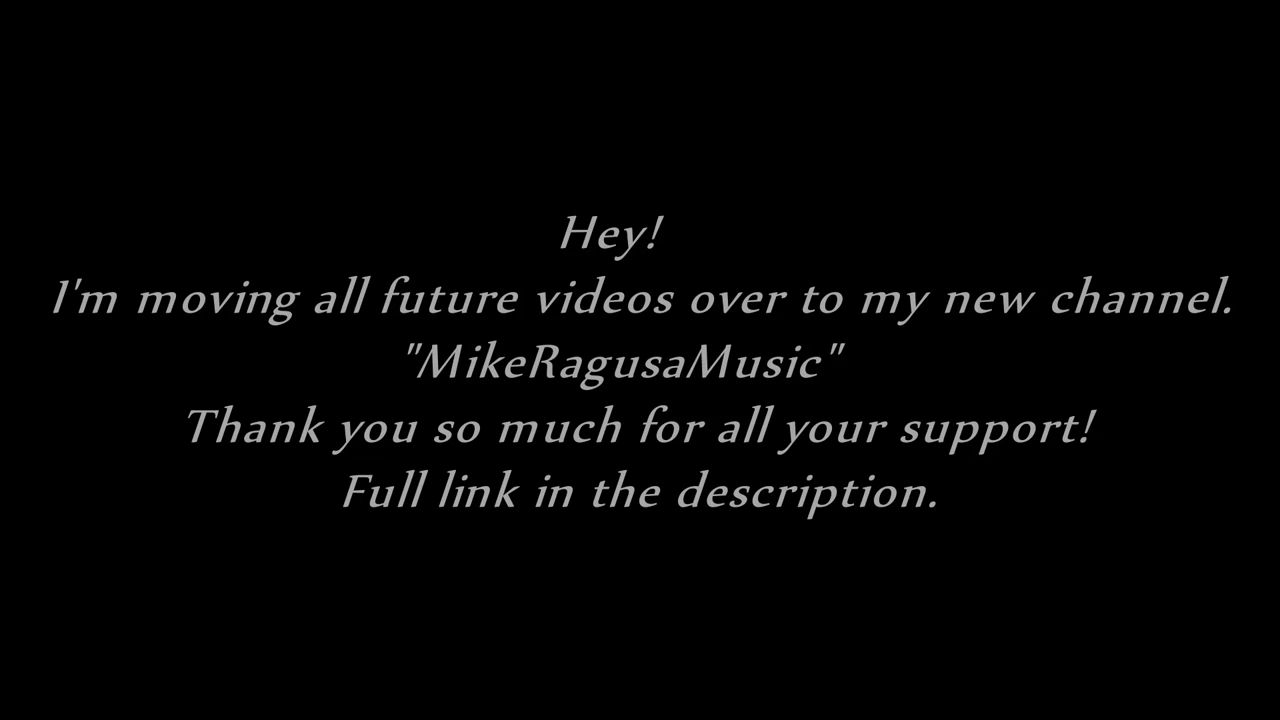 Hey!
I'm moving all future videos over to my new channel.
"MikeRagusaMusic"
Thank you so much for all your support!
Full link in the description.